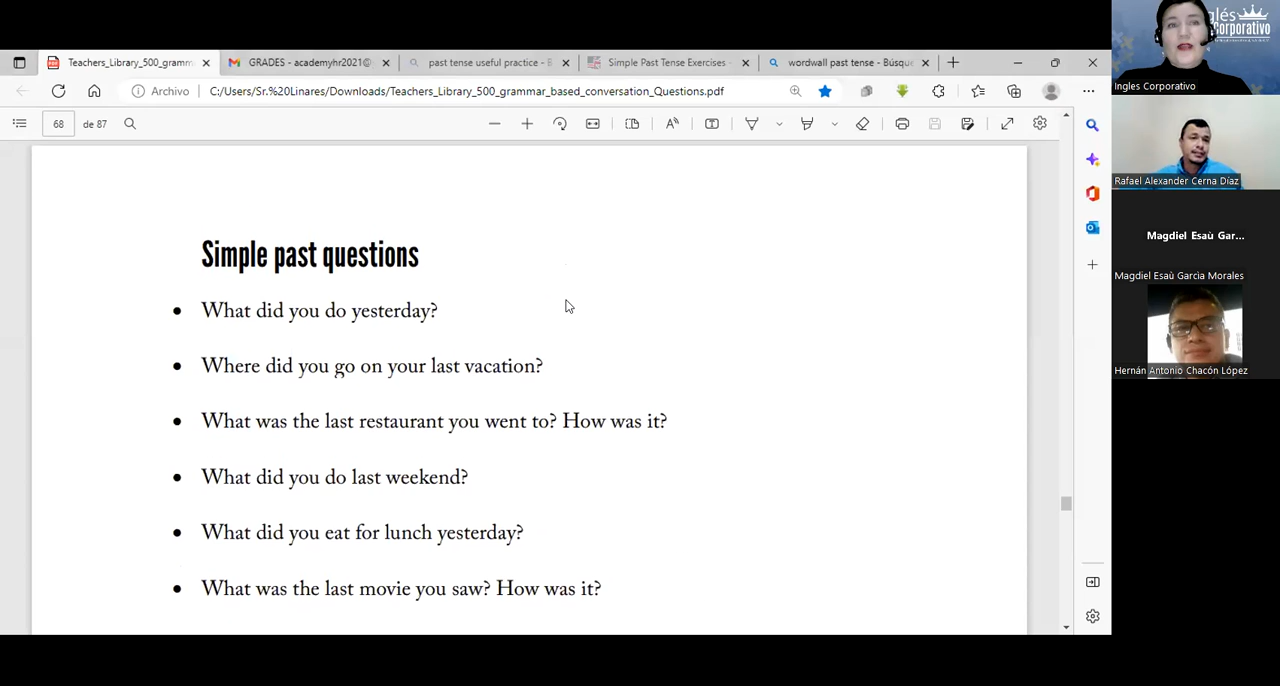 glés
Corporativo
Ingles Corporativo
Teachers_Library_500_gramm
GRADES - academyhr2021@
past tense useful practice - B
Simple Past Tense Exercises -
wordwall past tense - Búsque
Archivo
C:/Users/Sr.%20Linares/Downloads/Teachers_Library_500_grammar_based_conversation_Questions.pdf
68
de 87
Rafael Alexander Cerna Díaz
Magdiel Esaù Gar...
Magdiel Esaù Garcìa Morales
Hernán Antonio Chacón López
Simple past questions
• What did you do yesterday?
• Where did you go on your last vacation?
• What was the last restaurant you went to? How was it?
• What did you do last weekend?
• What did you eat for lunch yesterday?
• What was the last movie you saw? How was it?